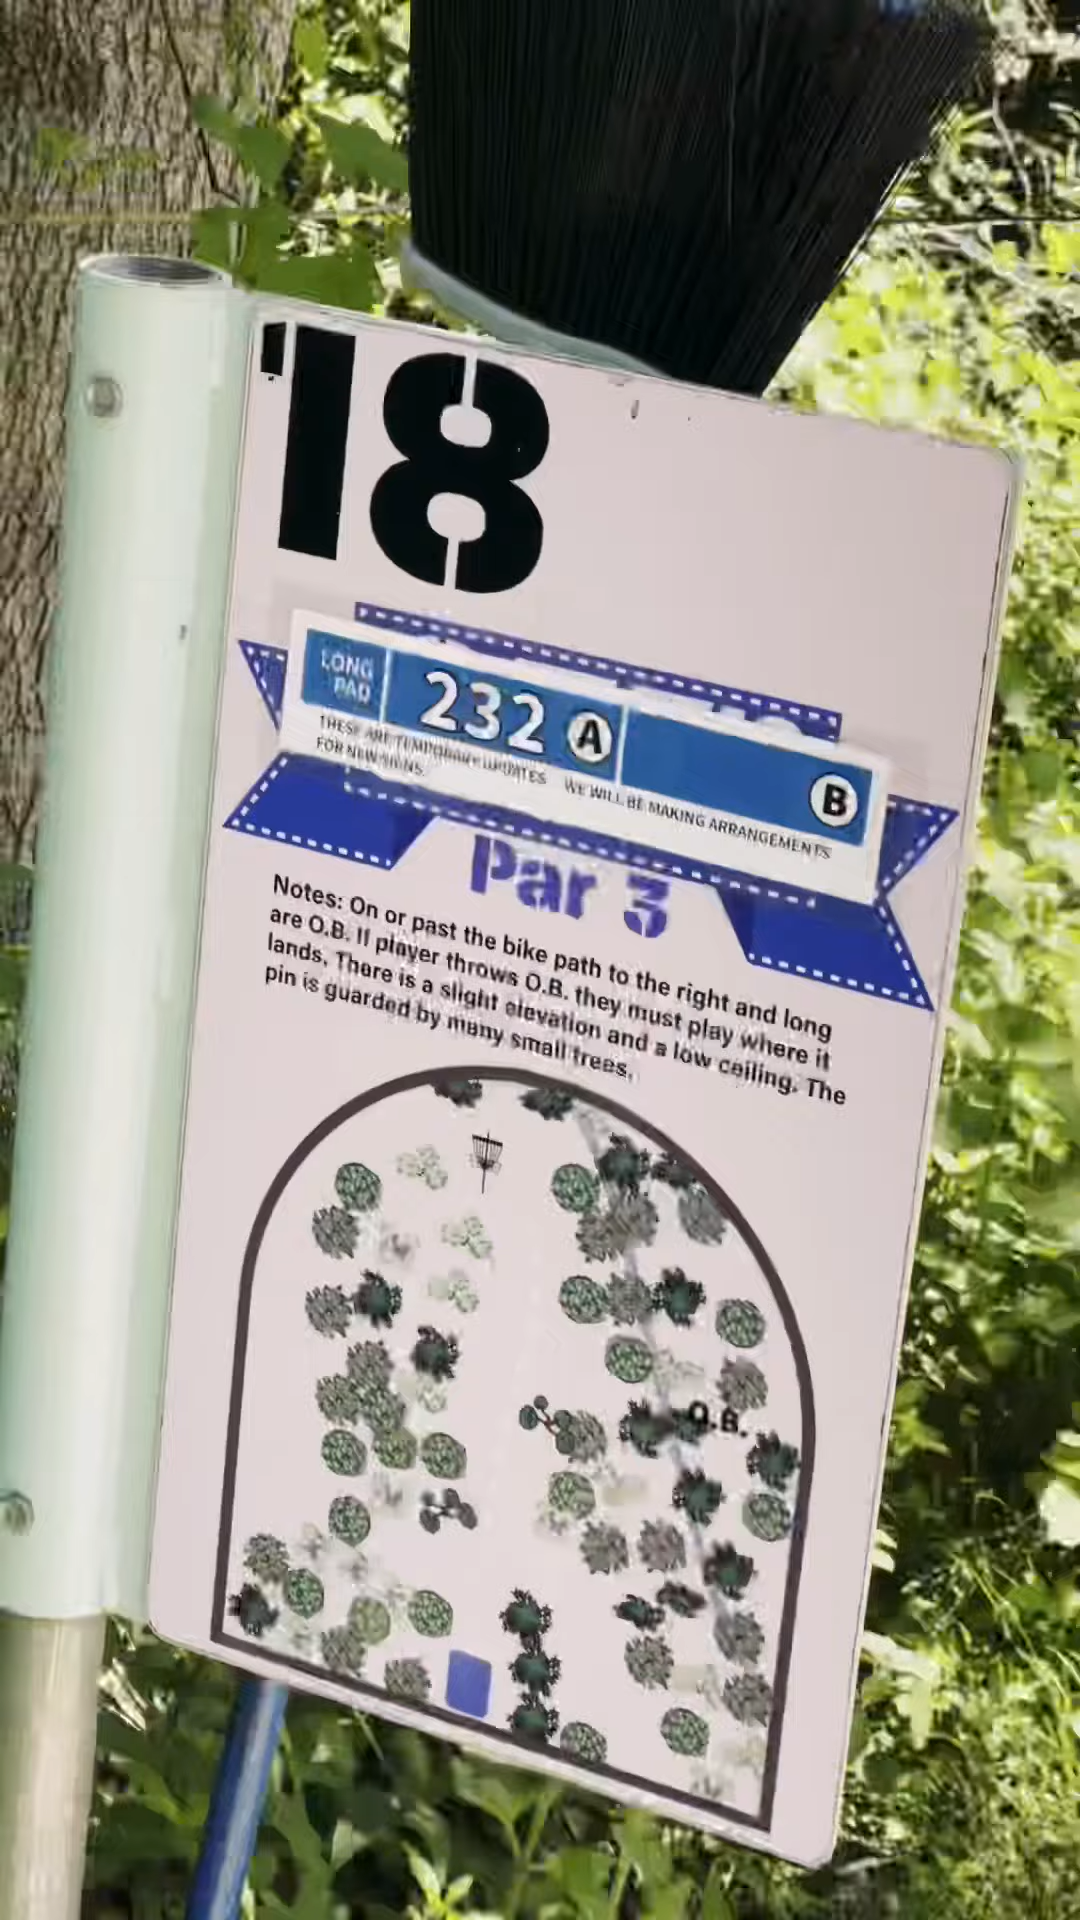 18
LONG PAD 232 A B
THESE ARE TEMPORARY UPDATES WE WILL BE MAKING ARRANGEMENTS
FOR NEW SIGNS.
Par 3
Notes: On or past the bike path to the right and long
are O.B. If player throws O.B. they must play where it
lands. There is a slight elevation and a low ceiling. The
pin is guarded by many small trees.
O.B.